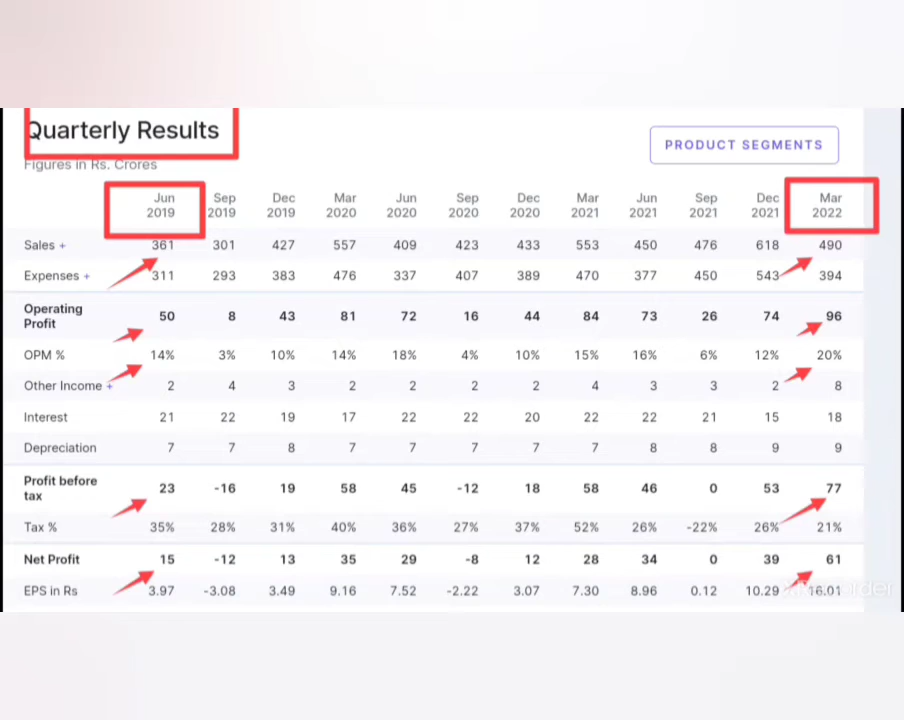 Quarterly Results
PRODUCT SEGMENTS
Figures in Rs. Crores
Jun 2019 Sep 2019 Dec 2019 Mar 2020 Jun 2020 Sep 2020 Dec 2020 Mar 2021 Jun 2021 Sep 2021 Dec 2021 Mar 2022
Sales + 361 301 427 557 409 423 433 553 450 476 618 490
Expenses + 311 293 383 476 337 407 389 470 377 450 543 394
Operating Profit 50 8 43 81 72 16 44 84 73 26 74 96
OPM % 14% 3% 10% 14% 18% 4% 10% 15% 16% 6% 12% 20%
Other Income + 2 4 3 2 2 2 2 4 3 3 2 8
Interest 21 22 19 17 22 22 20 22 22 21 15 18
Depreciation 7 7 8 7 7 7 7 7 8 8 9 9
Profit before tax 23 -16 19 58 45 -12 18 58 46 0 53 77
Tax % 35% 28% 31% 40% 36% 27% 37% 52% 26% -22% 26% 21%
Net Profit 15 -12 13 35 29 -8 12 28 34 0 39 61
EPS in Rs 3.97 -3.08 3.49 9.16 7.52 -2.22 3.07 7.30 8.96 0.12 10.29 16.01